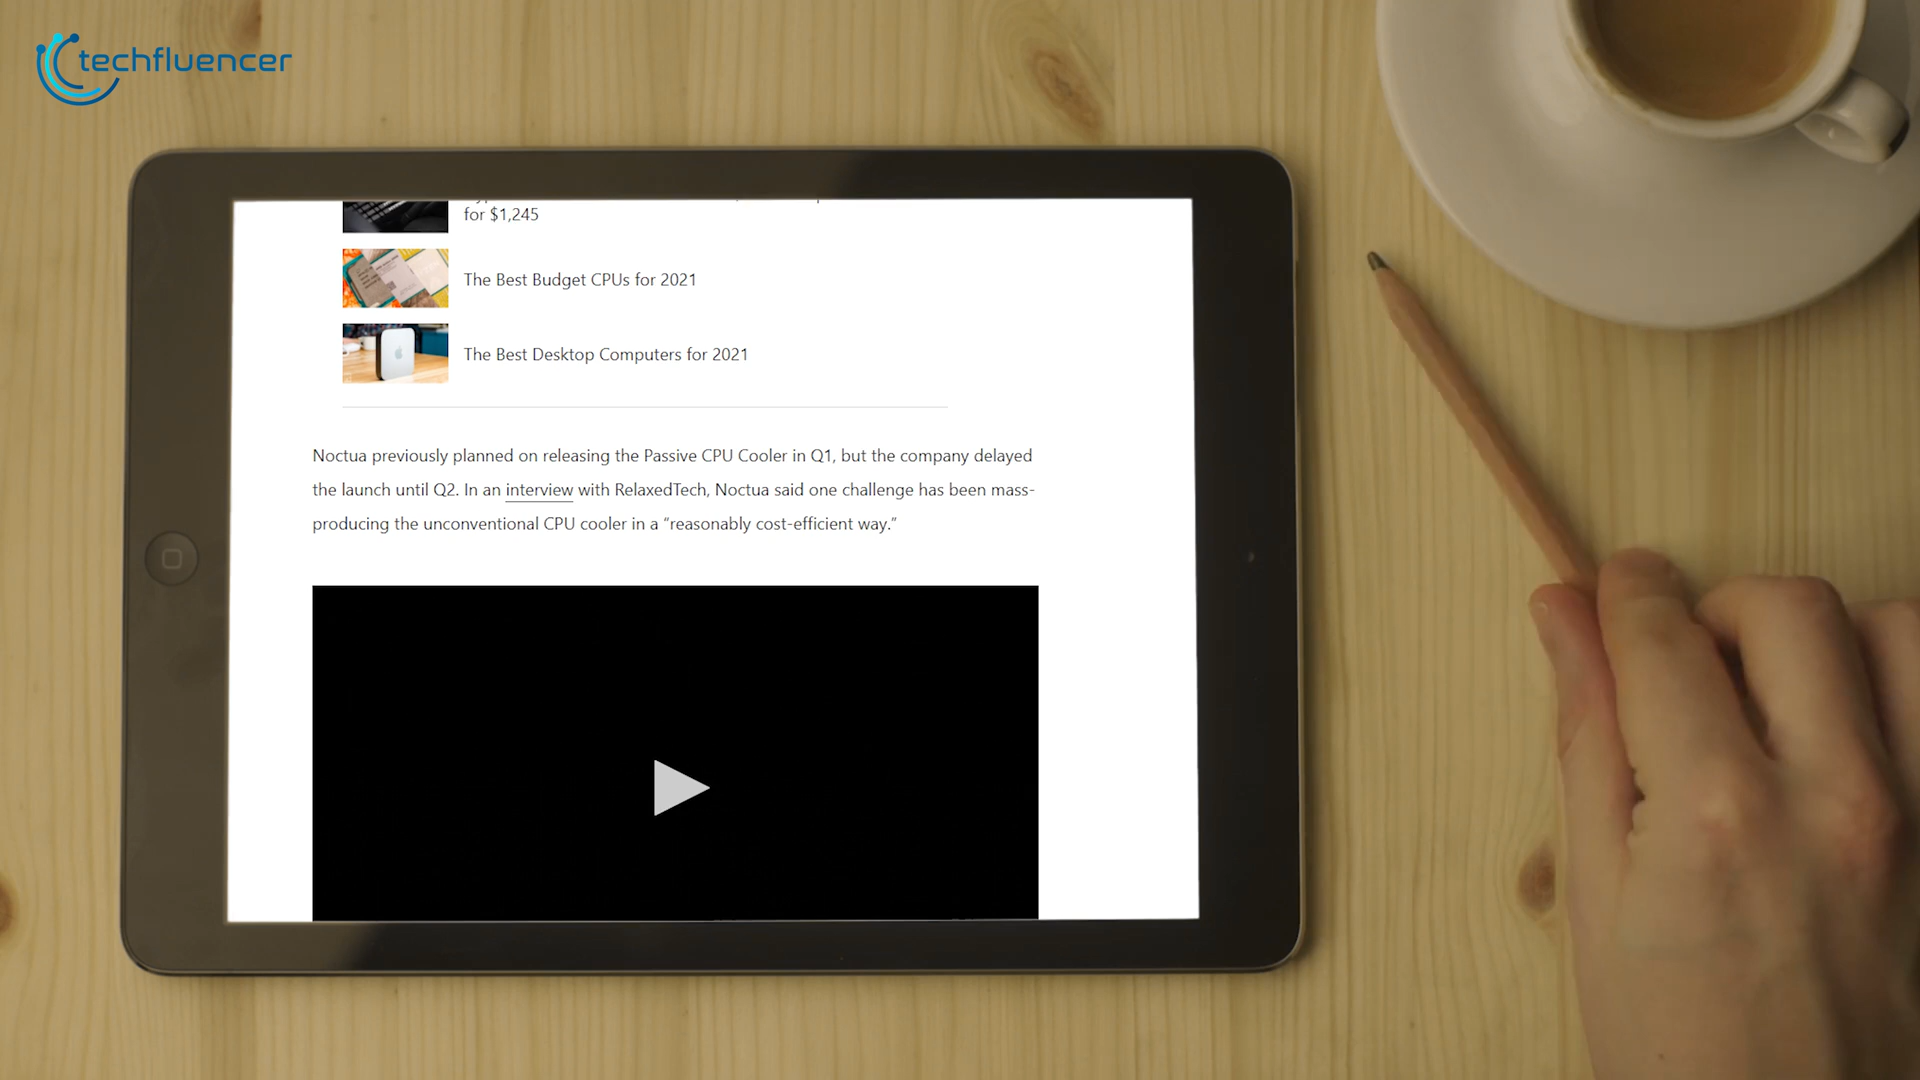 techfluencer
for $1,245
The Best Budget CPUs for 2021
The Best Desktop Computers for 2021
Noctua previously planned on releasing the Passive CPU Cooler in Q1, but the company delayed
the launch until Q2. In an interview with RelaxedTech, Noctua said one challenge has been mass-
producing the unconventional CPU cooler in a “reasonably cost-efficient way.”